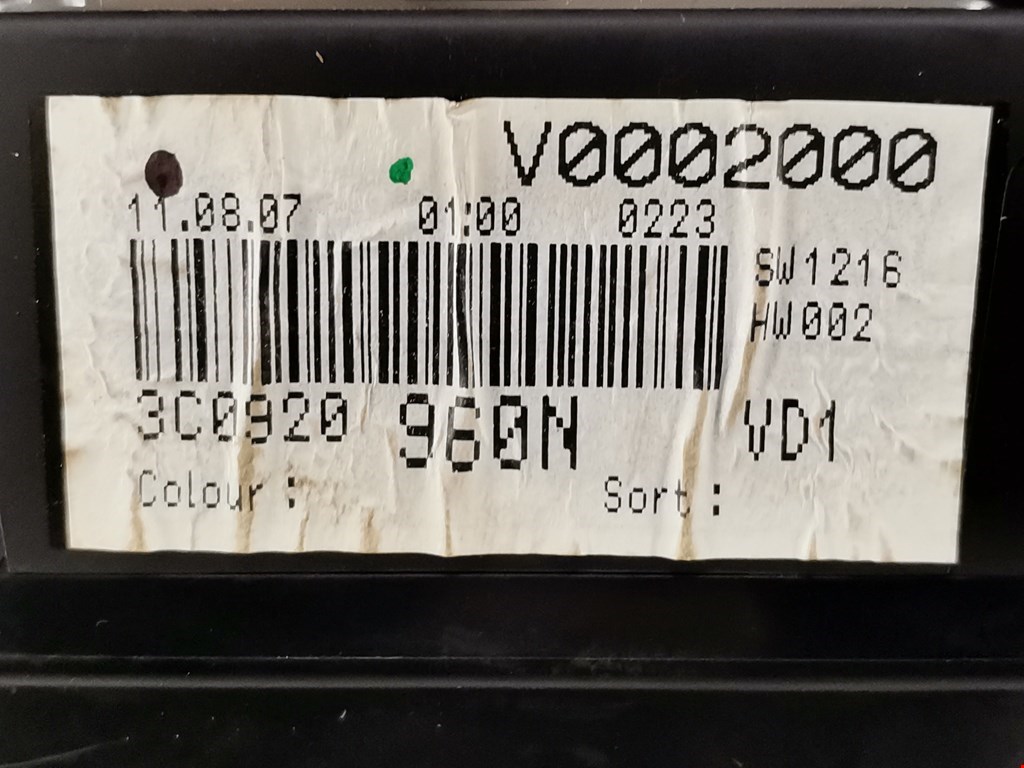 V0002000
11.08.07 01:00 0223
SW1216
HW002
3C0920 960N VD1
Colour : Sort :